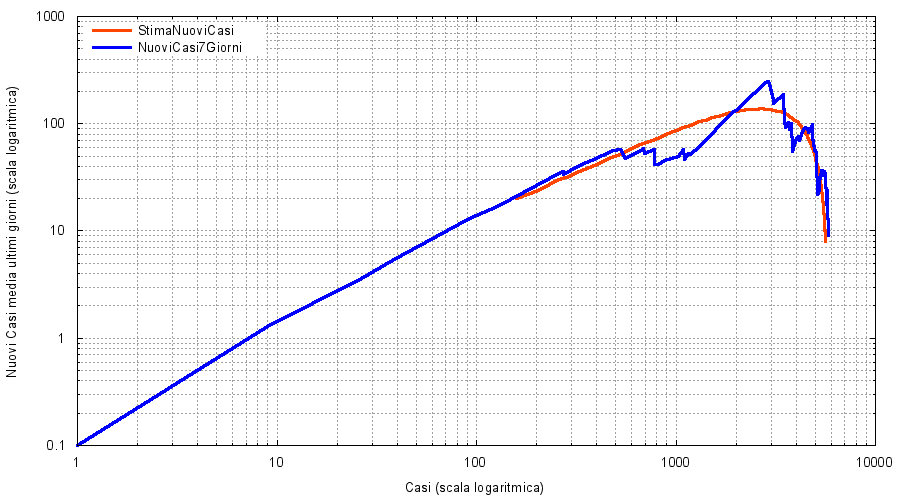 1000
StimaNuoviCasi
NuoviCasi7Giorni
100
10
1
0.1
Nuovi Casi media ultimi giorni (scala logaritmica)
1
10
100
1000
10000
Casi (scala logaritmica)